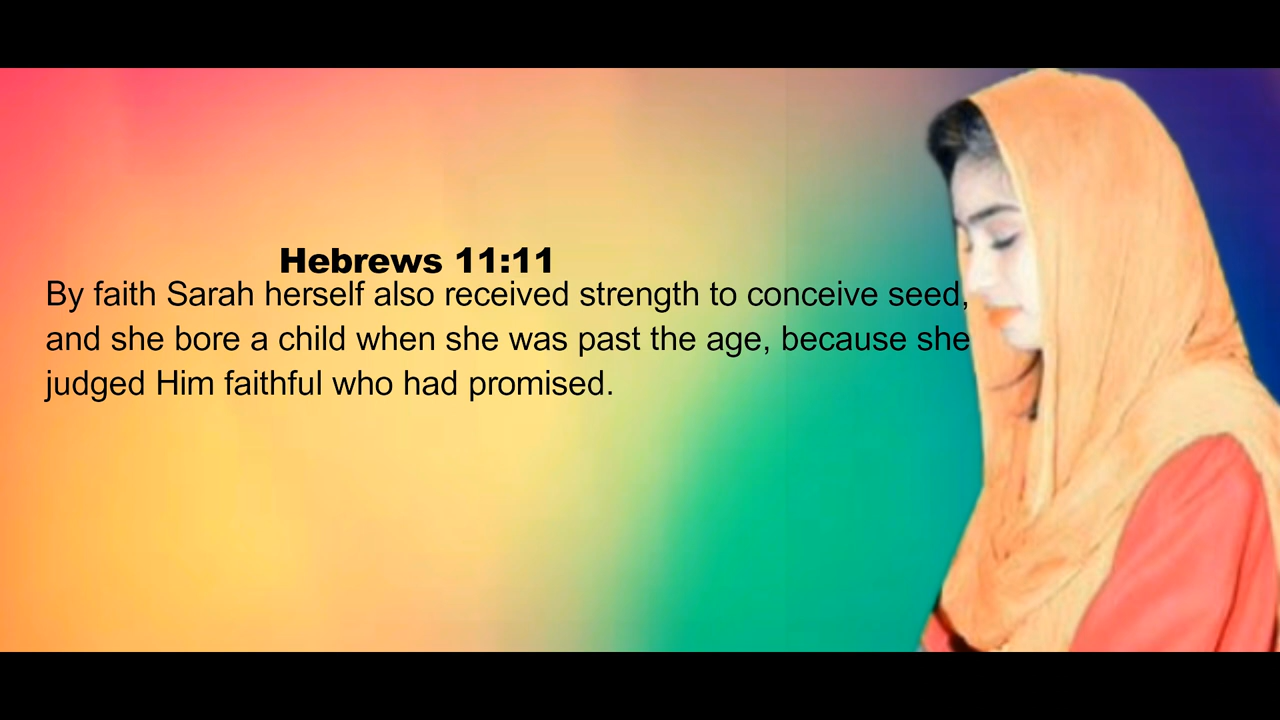 Hebrews 11:11
By faith Sarah herself also received strength to conceive seed,
and she bore a child when she was past the age, because she
judged Him faithful who had promised.